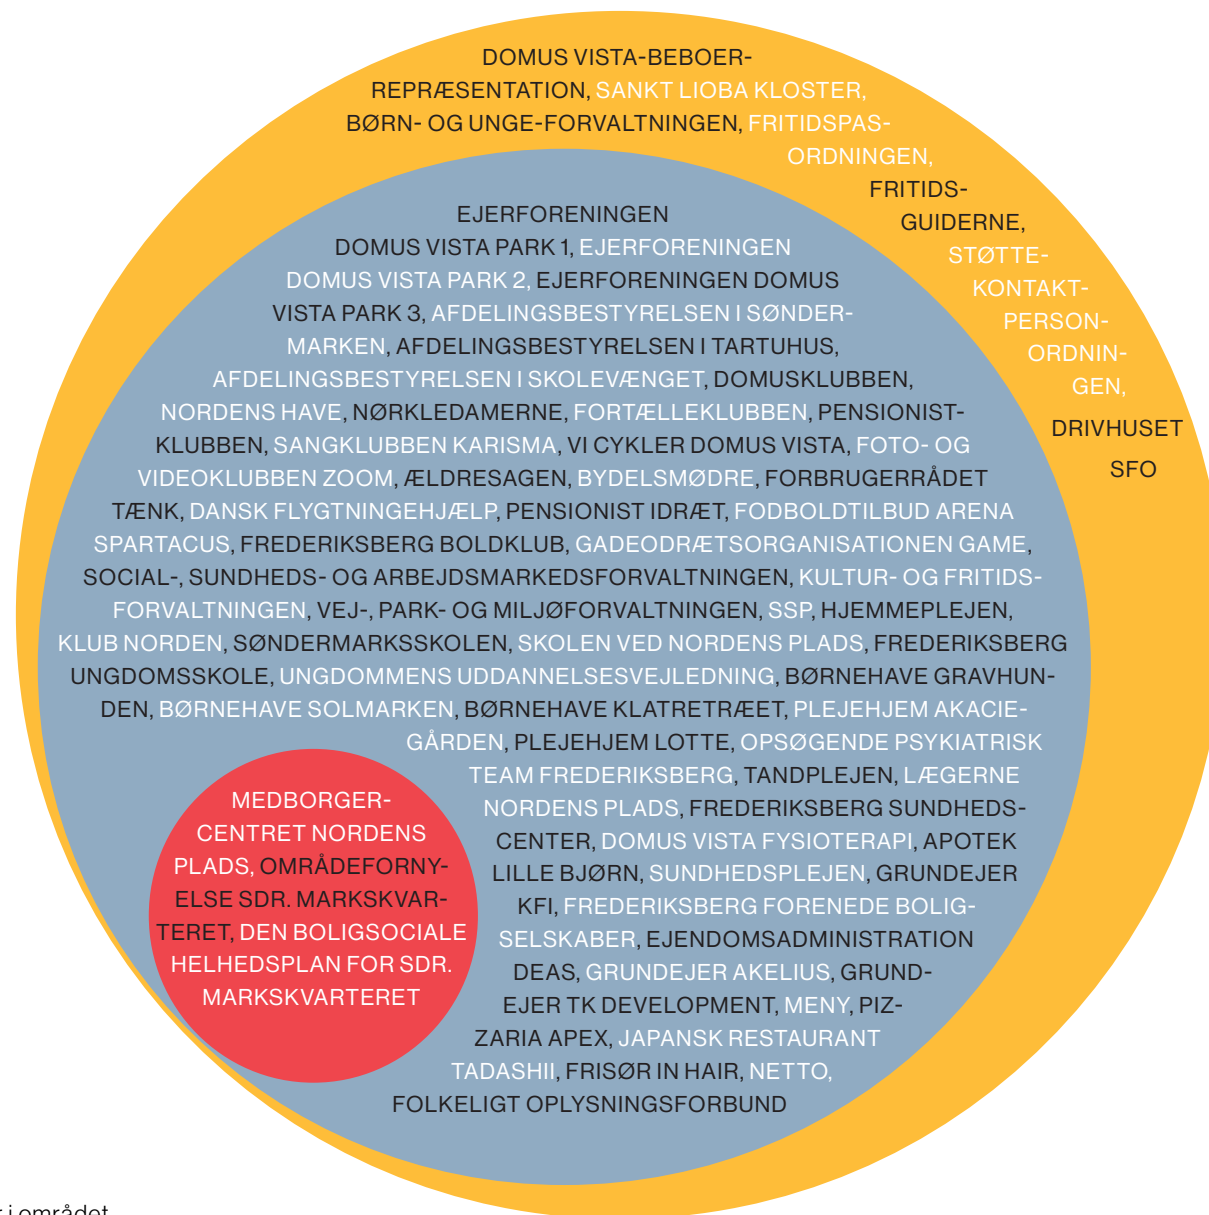 DOMUS VISTA-BEBOER-
REPRÆSENTATION, SANKT LIOBA KLOSTER,
BØRN- OG UNGE-FORVALTNINGEN, FRITIDSPAS-
ORDNINGEN,
FRITIDS-
GUIDERNE,
STØTTE-
KONTAKT-
PERSON-
ORDNIN-
GEN,
DRIVHUSET
SFO
EJERFORENINGEN
DOMUS VISTA PARK 1, EJERFORENINGEN
DOMUS VISTA PARK 2, EJERFORENINGEN DOMUS
VISTA PARK 3, AFDELINGSBESTYRELSEN I SØNDER-
MARKEN, AFDELINGSBESTYRELSEN I TARTUHUS,
AFDELINGSBESTYRELSEN I SKOLEVÆNGET, DOMUSKLUBBEN,
NORDENS HAVE, NØRKLEDAMERNE, FORTÆLLEKLUBBEN, PENSIONIST-
KLUBBEN, SANGKLUBBEN KARISMA, VI CYKLER DOMUS VISTA, FOTO- OG
VIDEOKLUBBEN ZOOM, ÆLDRESAGEN, BYDELSMØDRE, FORBRUGERRÅDET
TÆNK, DANSK FLYGTNINGEHJÆLP, PENSIONIST IDRÆT, FODBOLDTILBUD ARENA
SPARTACUS, FREDERIKSBERG BOLDKLUB, GADEODRÆTSORGANISATIONEN GAME,
SOCIAL-, SUNDHEDS- OG ARBEJDSMARKEDSFORVALTNINGEN, KULTUR- OG FRITIDS-
FORVALTNINGEN, VEJ-, PARK- OG MILJØFORVALTNINGEN, SSP, HJEMMEPLEJEN,
KLUB NORDEN, SØNDERMARKSSKOLEN, SKOLEN VED NORDENS PLADS, FREDERIKSBERG
UNGDOMSSKOLE, UNGDOMMENS UDDANNELSESVEJLEDNING, BØRNEHAVE GRAVHUN-
DEN, BØRNEHAVE SOLMARKEN, BØRNEHAVE KLATRETRÆET, PLEJEHJEM AKACIE-
GÅRDEN, PLEJEHJEM LOTTE, OPSØGENDE PSYKIATRISK
TEAM FREDERIKSBERG, TANDPLEJEN, LÆGERNE
NORDENS PLADS, FREDERIKSBERG SUNDHEDS-
CENTER, DOMUS VISTA FYSIOTERAPI, APOTEK
LILLE BJØRN, SUNDHEDSPLEJEN, GRUNDEJER
KFI, FREDERIKSBERG FORENEDE BOLIG-
SELSKABER, EJENDOMSADMINISTRATION
DEAS, GRUNDEJER AKELIUS, GRUND-
EJER TK DEVELOPMENT, MENY, PIZ-
ZARIA APEX, JAPANSK RESTAURANT
TADASHII, FRISØR IN HAIR, NETTO,
FOLKELIGT OPLYSNINGSFORBUND
MEDBORGER-
CENTRET NORDENS
PLADS, OMRÅDEFORNY-
ELSE SDR. MARKSKVAR-
TERET, DEN BOLIGSOCIALE
HELHEDSPLAN FOR SDR.
MARKSKVARTERET
i området